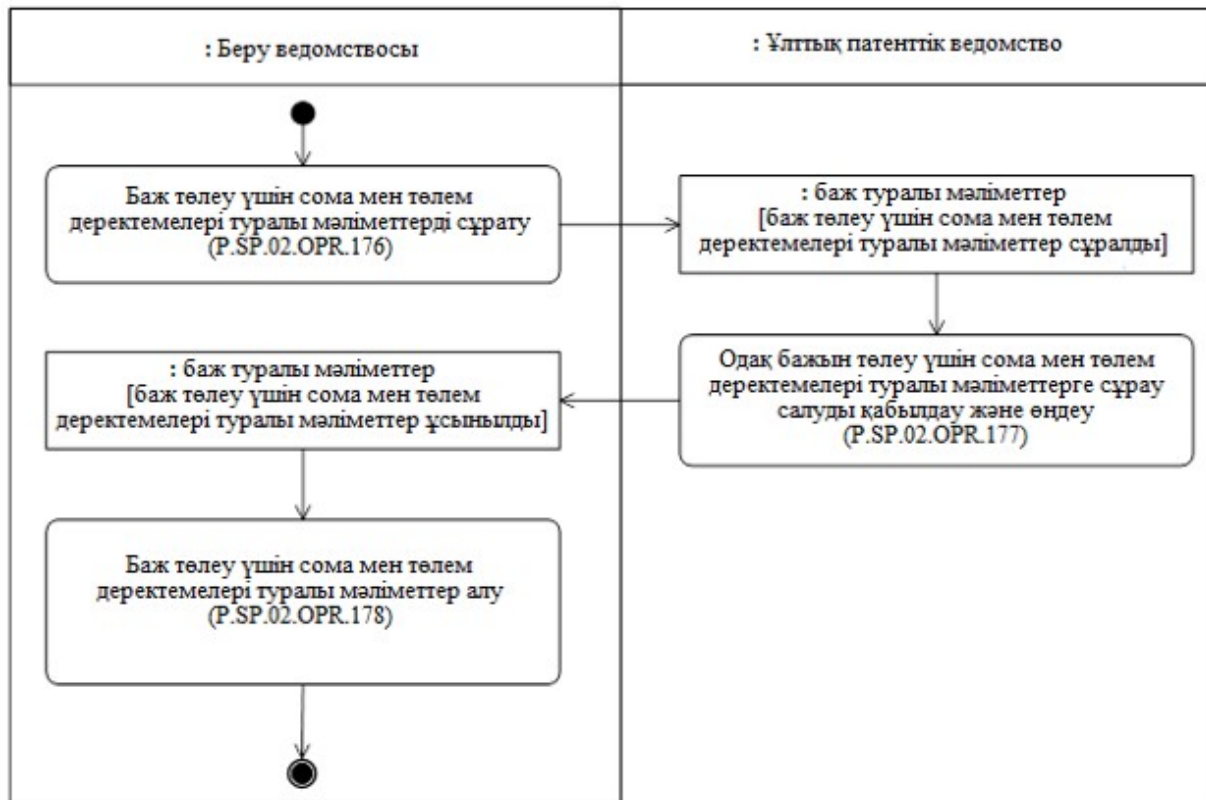 : Беру ведомствосы
: Ұлттық патенттік ведомство
Баж төлеу үшін сома мен төлем
деректемелері туралы мәліметтерді сұрату
(P.SP.02.OPR.176)
: баж туралы мәліметтер
[баж төлеу үшін сома мен төлем
деректемелері туралы мәліметтер сұралды]
Одақ бажын төлеу үшін сома мен төлем
деректемелері туралы мәліметтерге сұрау
салуды қабылдау және өңдеу
(P.SP.02.OPR.177)
: баж туралы мәліметтер
[баж төлеу үшін сома мен төлем
деректемелері туралы мәліметтер ұсынылды]
Баж төлеу үшін сома мен төлем
деректемелері туралы мәліметтер алу
(P.SP.02.OPR.178)